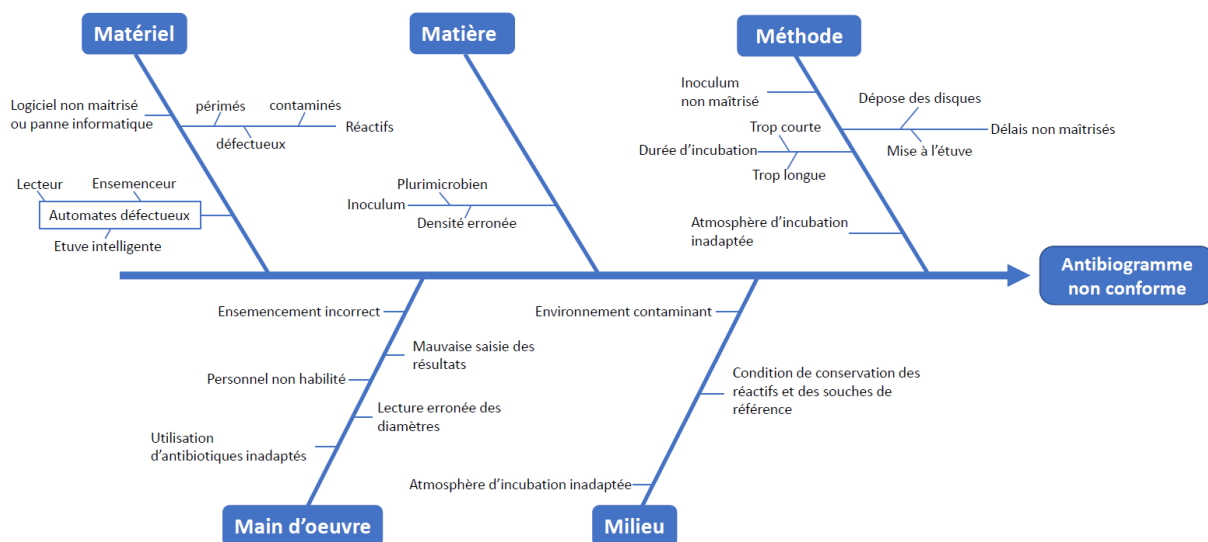 Matériel
Matière
Méthode
Logiciel non maitrisé
ou panne informatique
périmés
contaminés
défectueux
Réactifs
Lecteur
Ensemenceur
Automates défectueux
Etuve intelligente
Plurimicrobien
Inoculum
Densité erronée
Inoculum
non maîtrisé
Dépose des disques
Délais non maîtrisés
Mise à l’étuve
Trop courte
Durée d’incubation
Trop longue
Atmosphère d’incubation
inadaptée
Antibiogramme
non conforme
Ensemencement incorrect
Mauvaise saisie des
résultats
Personnel non habilité
Lecture erronée des
diamètres
Utilisation
d’antibiotiques inadaptés
Environnement contaminant
Condition de conservation des
réactifs et des souches de
référence
Atmosphère d’incubation inadaptée
Main d’oeuvre
Milieu